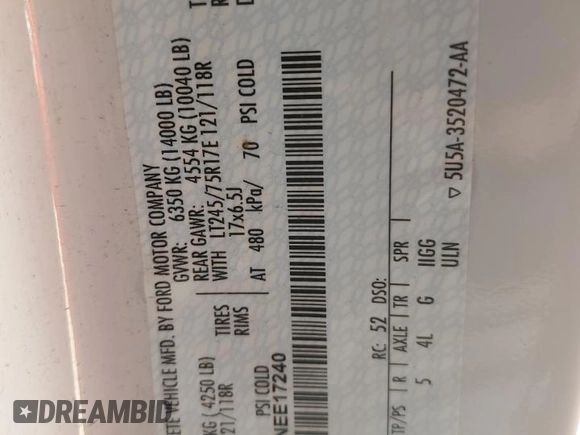 ETE VEHICLE MFD. BY FORD MOTOR COMPANY
GVWR: 6350 KG (14000 LB)
REAR GAWR: 4554 KG (10040 LB)
WITH LT245/75R17E 121/118R
TIRES
RIMS 17x6.5J
AT 480 kPa/ 70 PSI COLD
KG ( 4250 LB)
21/118R
PSI COLD
NEE17240
RC: 52 DSO:
TP/PS R AXLE TR SPR
5 4L G IIGG
ULN
▽ 5U5A-3520472-AA
DREAMBID